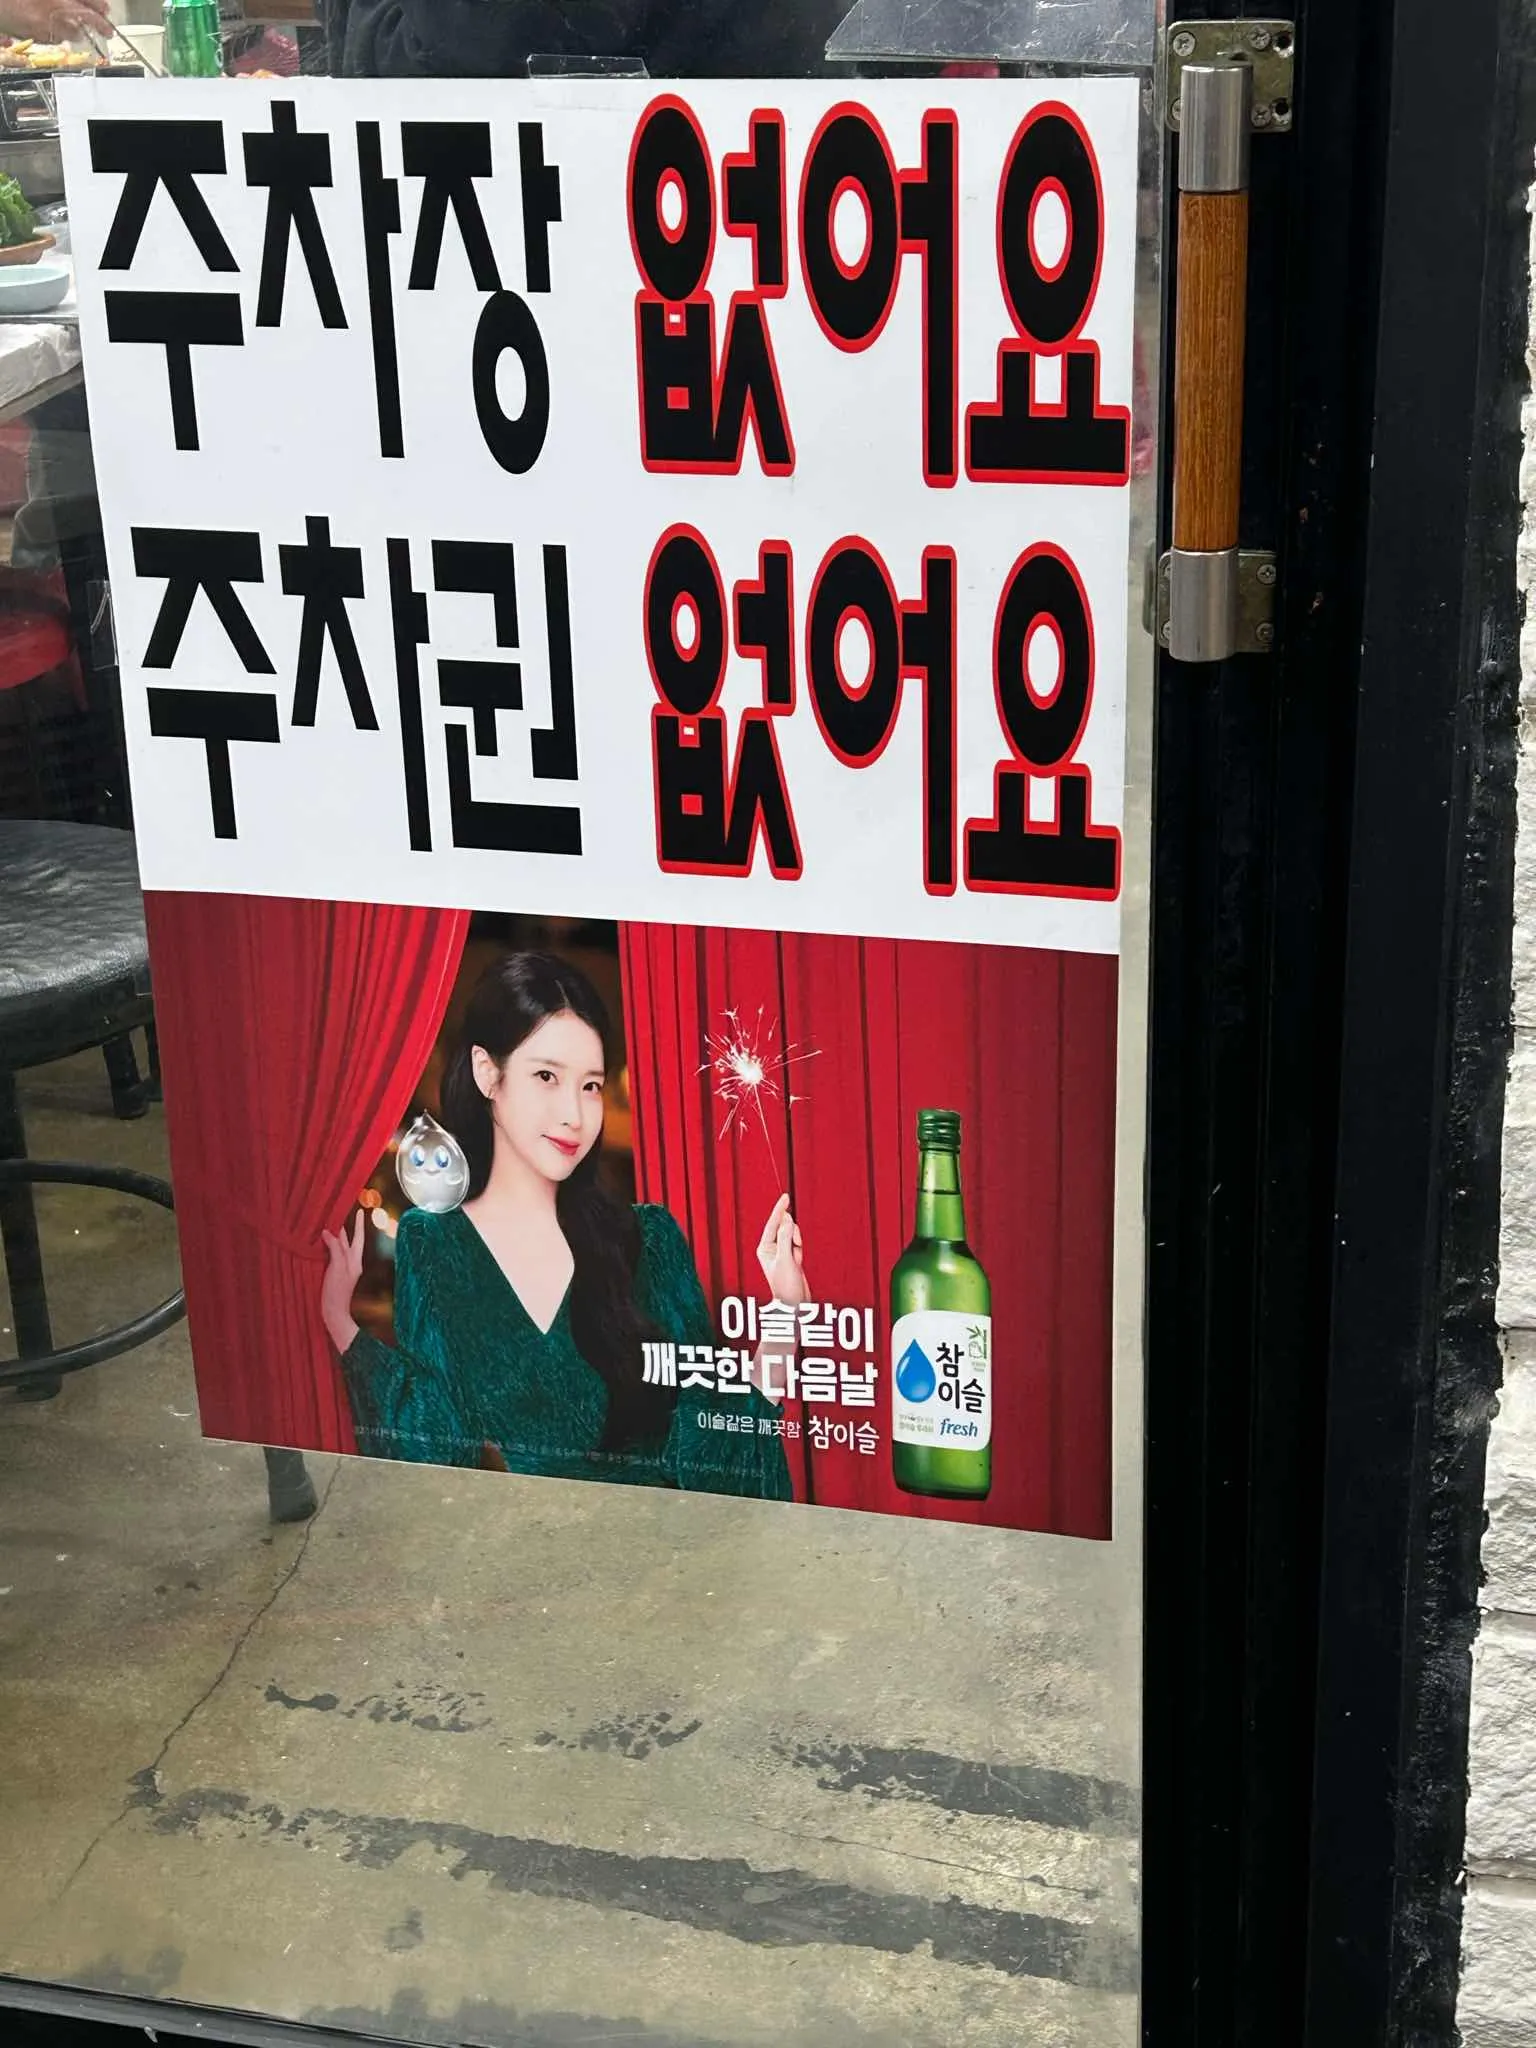 주차장 없어요
주차권 없어요
이슬같이
깨끗한 다음날
이슬같은 깨끗함 참이슬
참
이슬
fresh